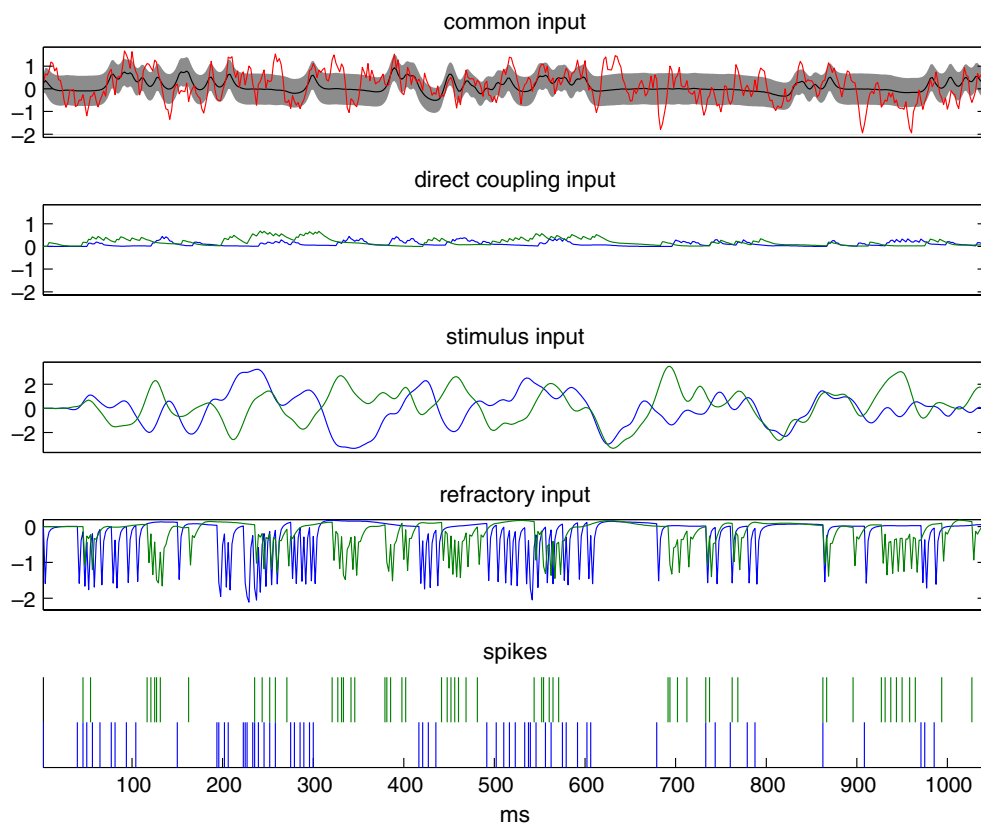 common input
1
0
−1
−2
direct coupling input
1
0
−1
−2
stimulus input
2
0
−2
refractory input
0
−1
−2
spikes
100 200 300 400 500 600 700 800 900 1000
ms